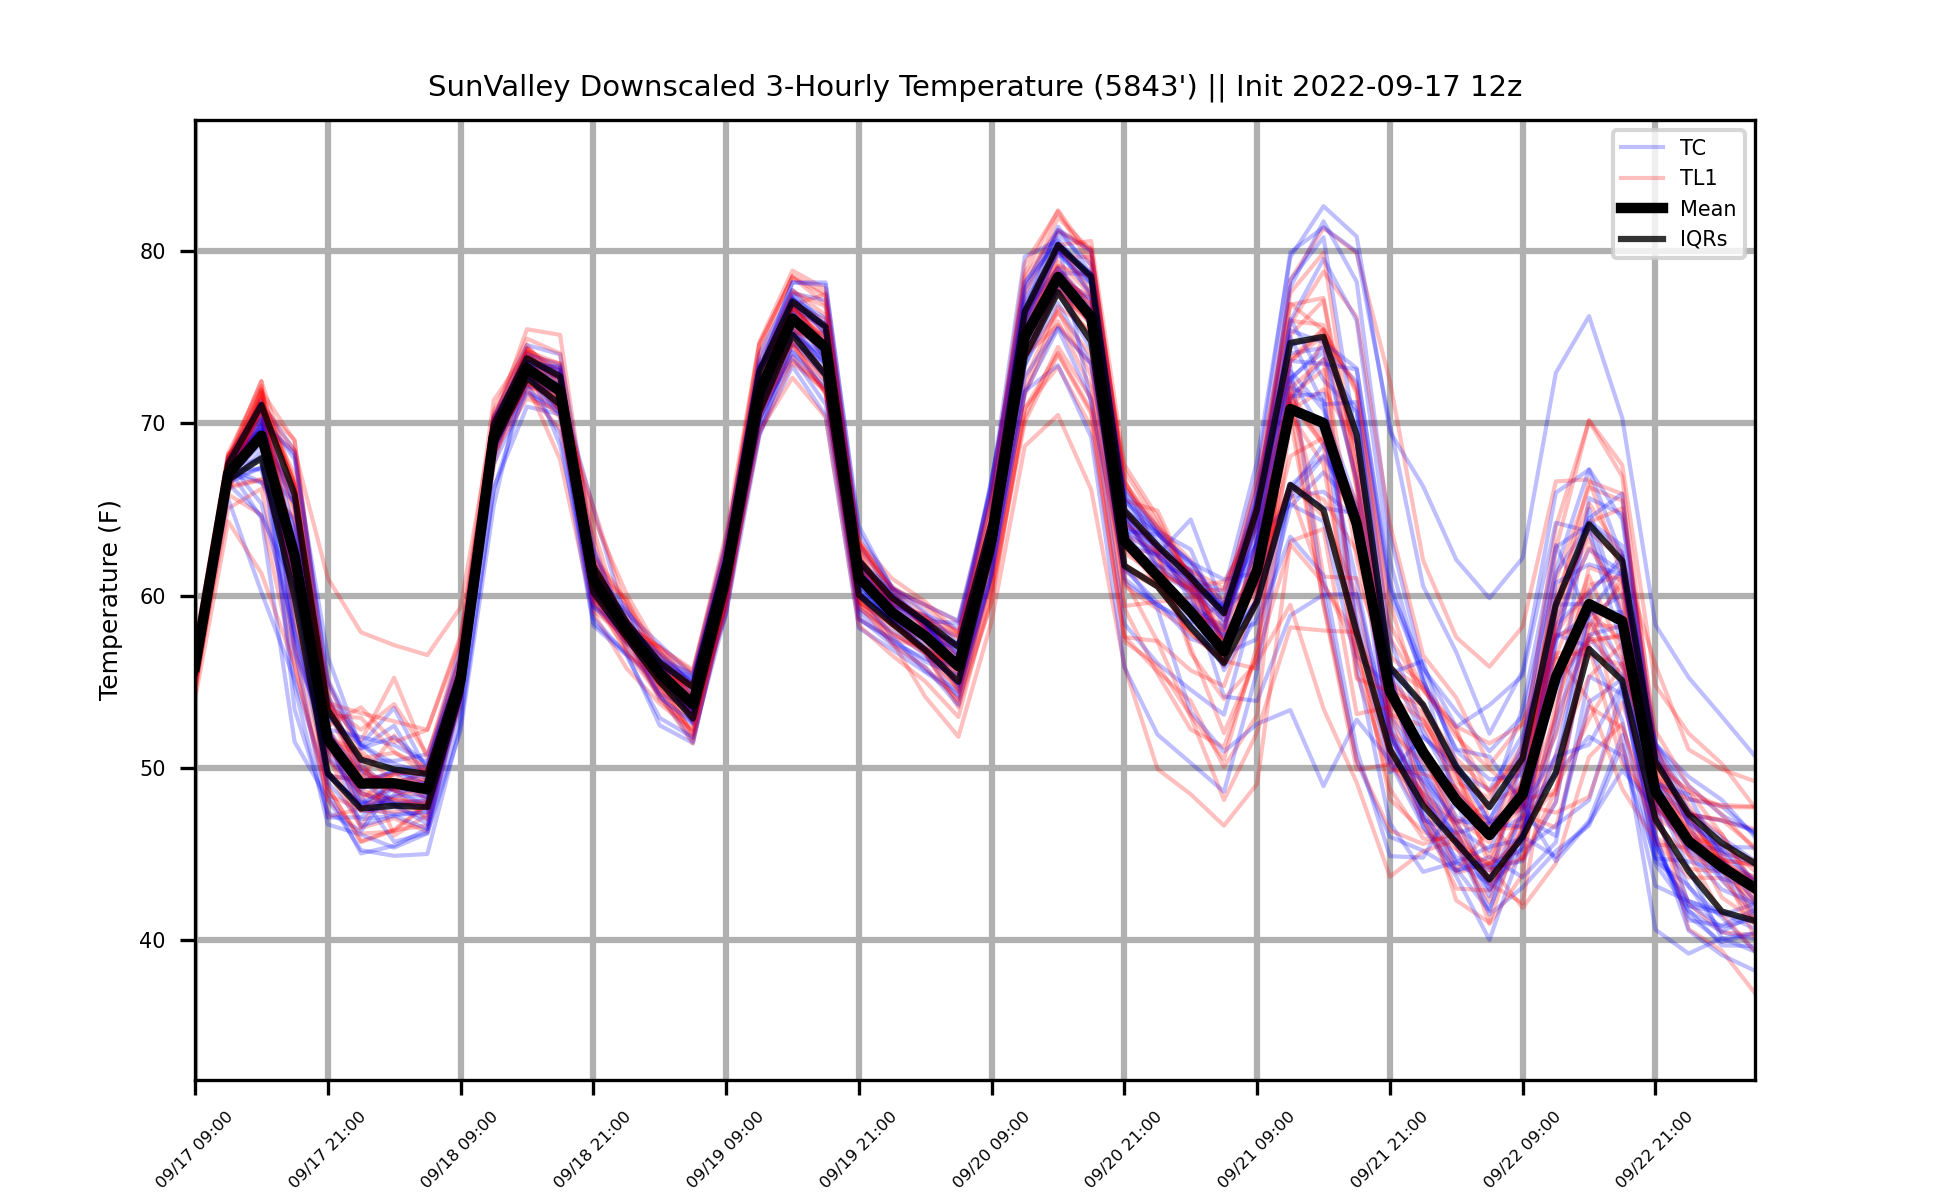 SunValley Downscaled 3-Hourly Temperature (5843') || Init 2022-09-17 12z
TC
TL1
Mean
IQRs
Temperature (F)
80
70
60
50
40
09/17 09:00
09/17 21:00
09/18 09:00
09/18 21:00
09/19 09:00
09/19 21:00
09/20 09:00
09/20 21:00
09/21 09:00
09/21 21:00
09/22 09:00
09/22 21:00